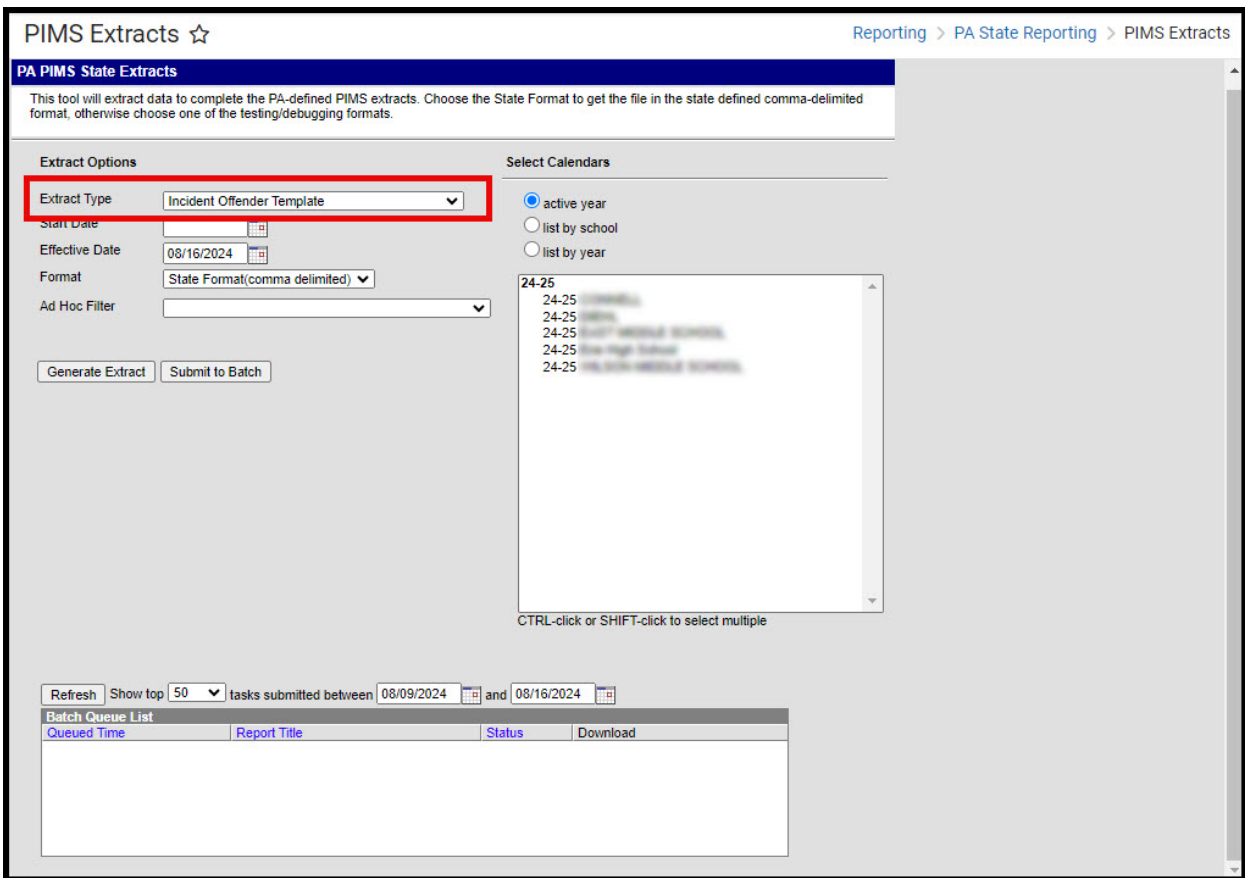 PIMS Extracts
Reporting > PA State Reporting > PIMS Extracts
PA PIMS State Extracts
This tool will extract data to complete the PA-defined PIMS extracts. Choose the State Format to get the file in the state defined comma-delimited
format, otherwise choose one of the testing/debugging formats.
Extract Options
Extract Type Incident Offender Template
Start Date
Effective Date 08/16/2024
Format State Format(comma delimited)
Ad Hoc Filter
Generate Extract Submit to Batch
Select Calendars
active year
list by school
list by year
24-25
24-25
24-25
24-25
24-25
24-25
CTRL-click or SHIFT-click to select multiple
Refresh Show top 50 tasks submitted between 08/09/2024 and 08/16/2024
Batch Queue List
Queued Time Report Title Status Download